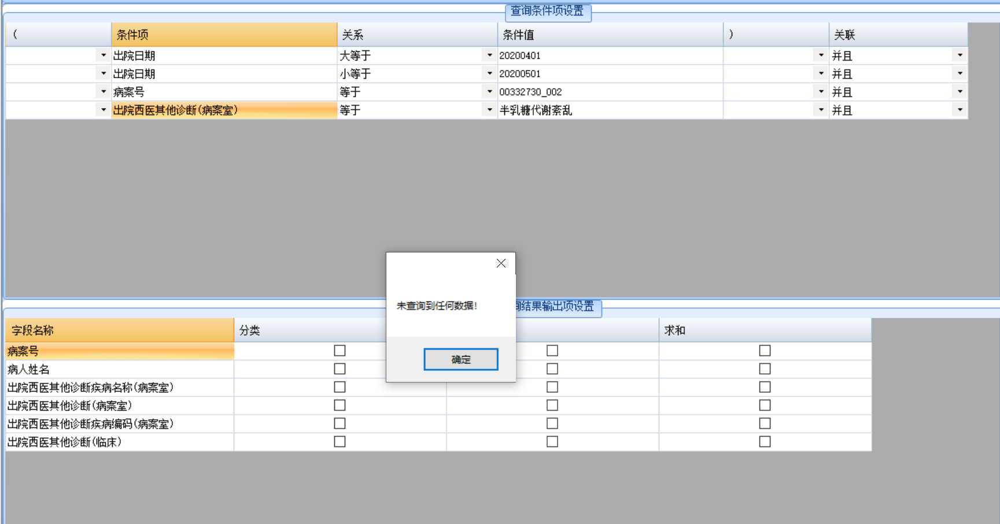 查询条件项设置
( 条件项 关系 条件值 ) 关联
出院日期 大等于 20200401 并且
出院日期 小等于 20200501 并且
病案号 等于 00332730_002 并且
出院西医其他诊断(病案室) 等于 半乳糖代谢紊乱 并且
未查询到任何数据!
确定
结果输出项设置
字段名称 分类 求和
病案号
病人姓名
出院西医其他诊断疾病名称(病案室)
出院西医其他诊断(病案室)
出院西医其他诊断疾病编码(病案室)
出院西医其他诊断(临床)